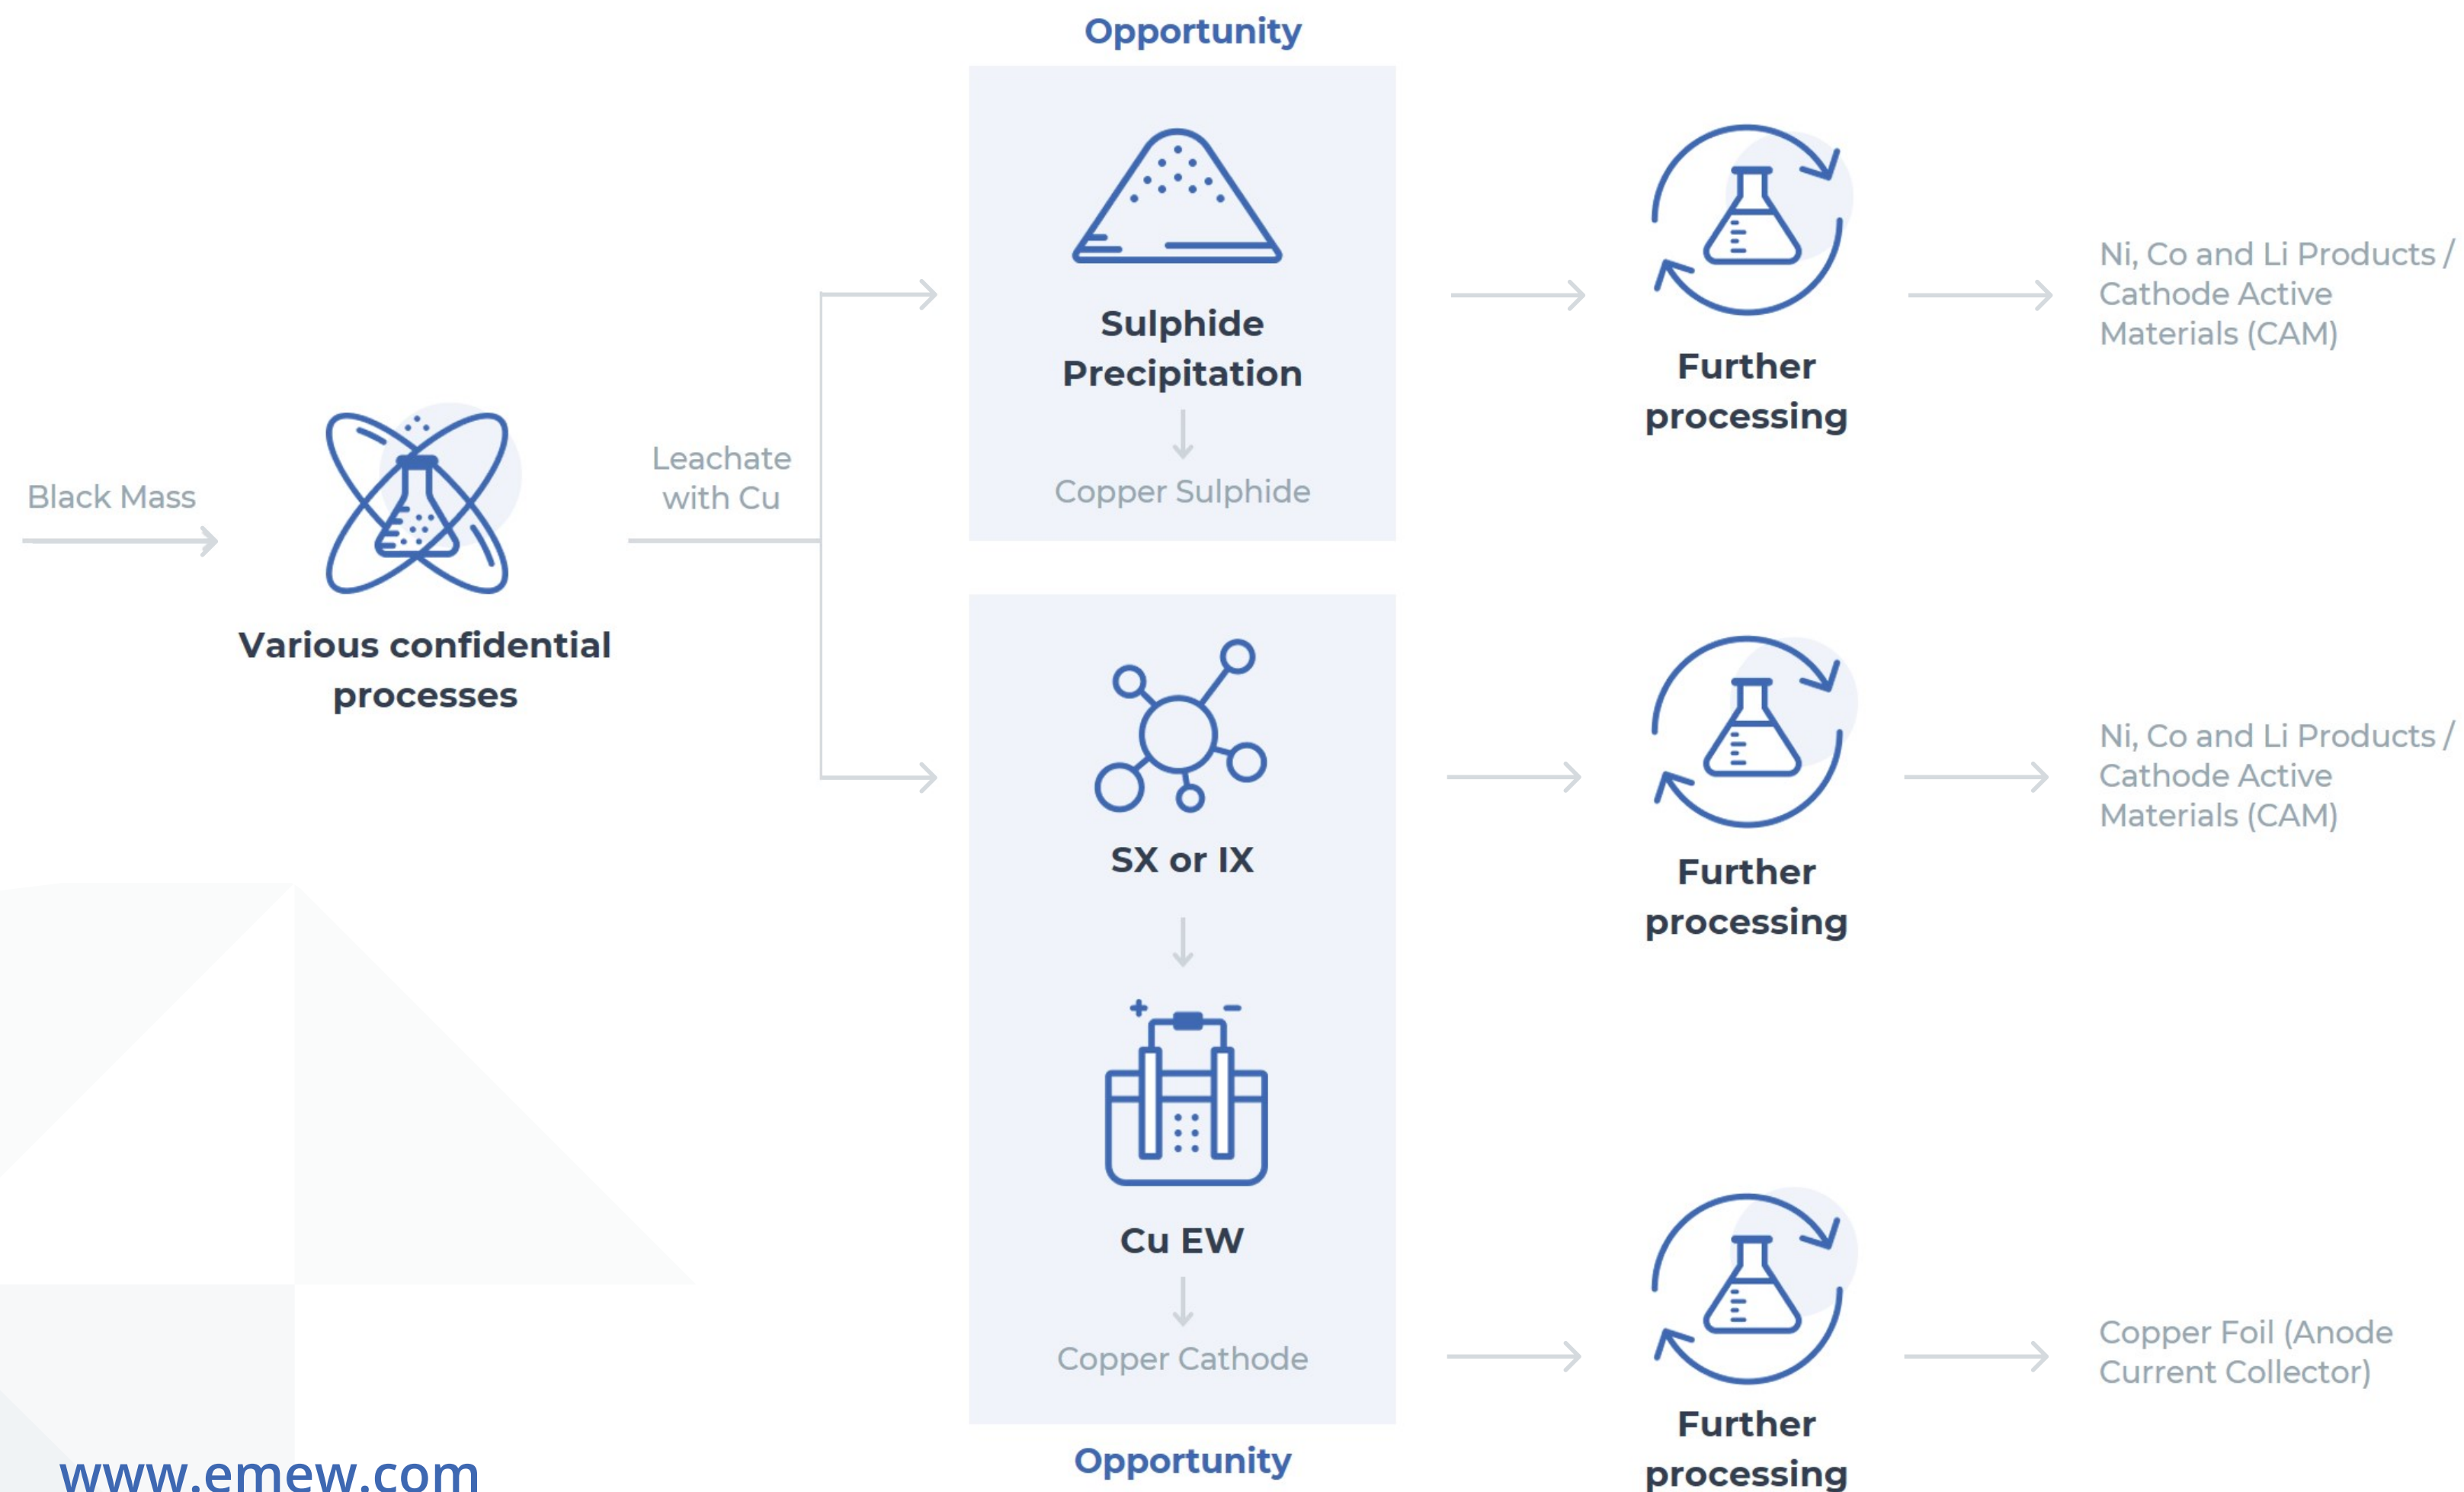 Opportunity
Black Mass
Various confidential
processes
Leachate
with Cu
Sulphide
Precipitation
Copper Sulphide
Further
processing
Ni, Co and Li Products /
Cathode Active
Materials (CAM)
SX or IX
Further
processing
Ni, Co and Li Products /
Cathode Active
Materials (CAM)
+ −
Cu EW
Copper Cathode
Further
processing
Copper Foil (Anode
Current Collector)
Opportunity
www.emew.com